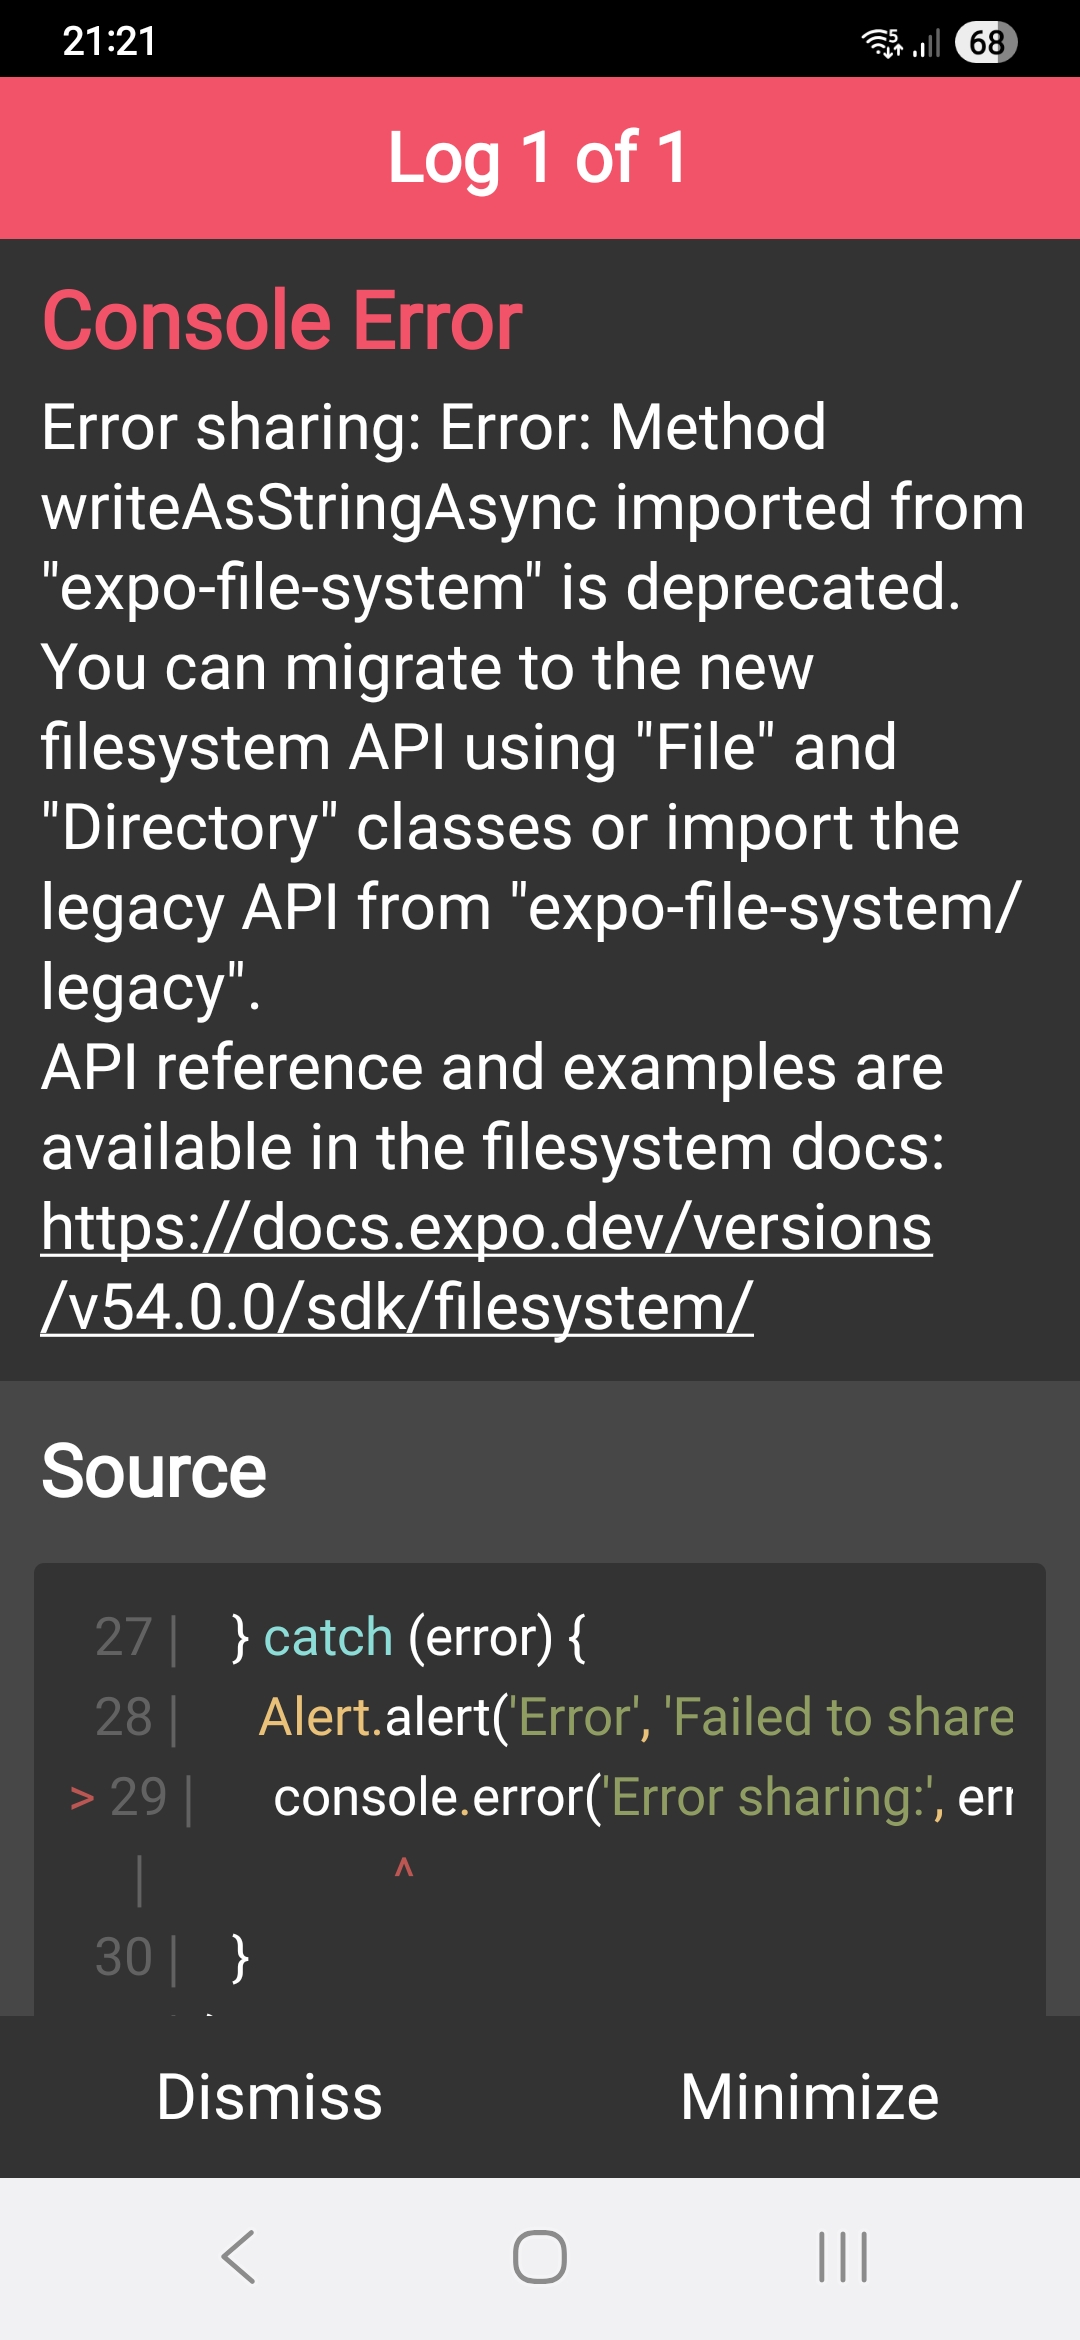 21:21
5
68
Log 1 of 1
Console Error
Error sharing: Error: Method
writeAsStringAsync imported from
"expo-file-system" is deprecated.
You can migrate to the new
filesystem API using "File" and
"Directory" classes or import the
legacy API from "expo-file-system/
legacy".
API reference and examples are
available in the filesystem docs:
https://docs.expo.dev/versions
/v54.0.0/sdk/filesystem/
Source
27 | } catch (error) {
28 | Alert.alert('Error', 'Failed to share
> 29 | console.error('Error sharing:', err
| ^
30 | }
Dismiss
Minimize